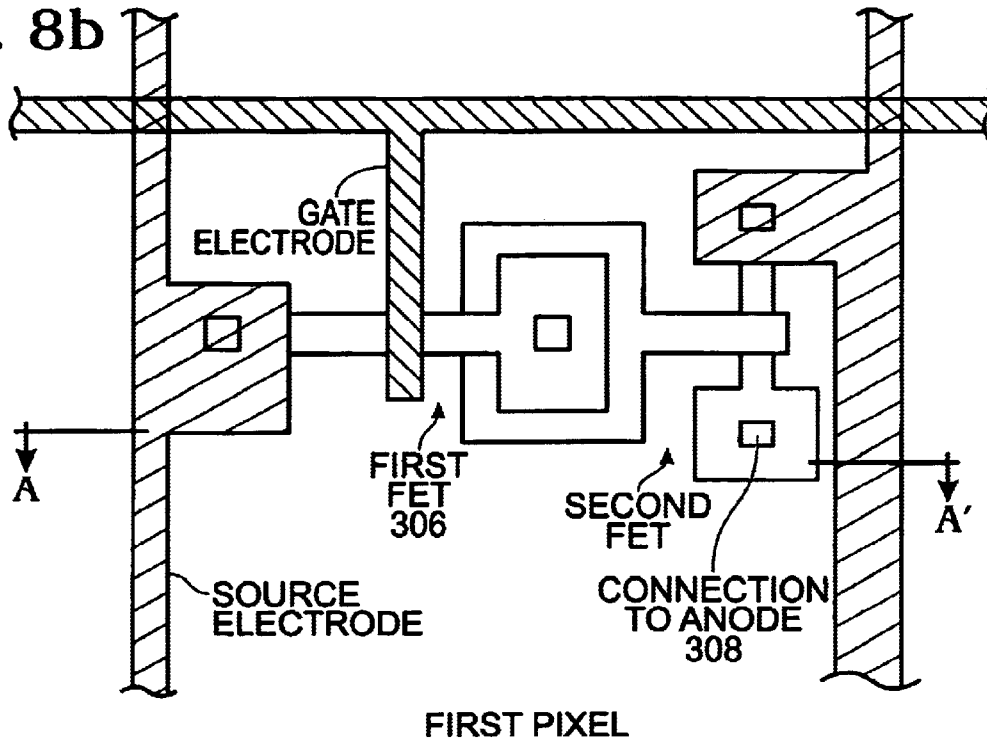 . 8b
GATE
ELECTRODE
FIRST
FET
306
SECOND
FET
A
A′
SOURCE
ELECTRODE
CONNECTION
TO ANODE
308
FIRST PIXEL